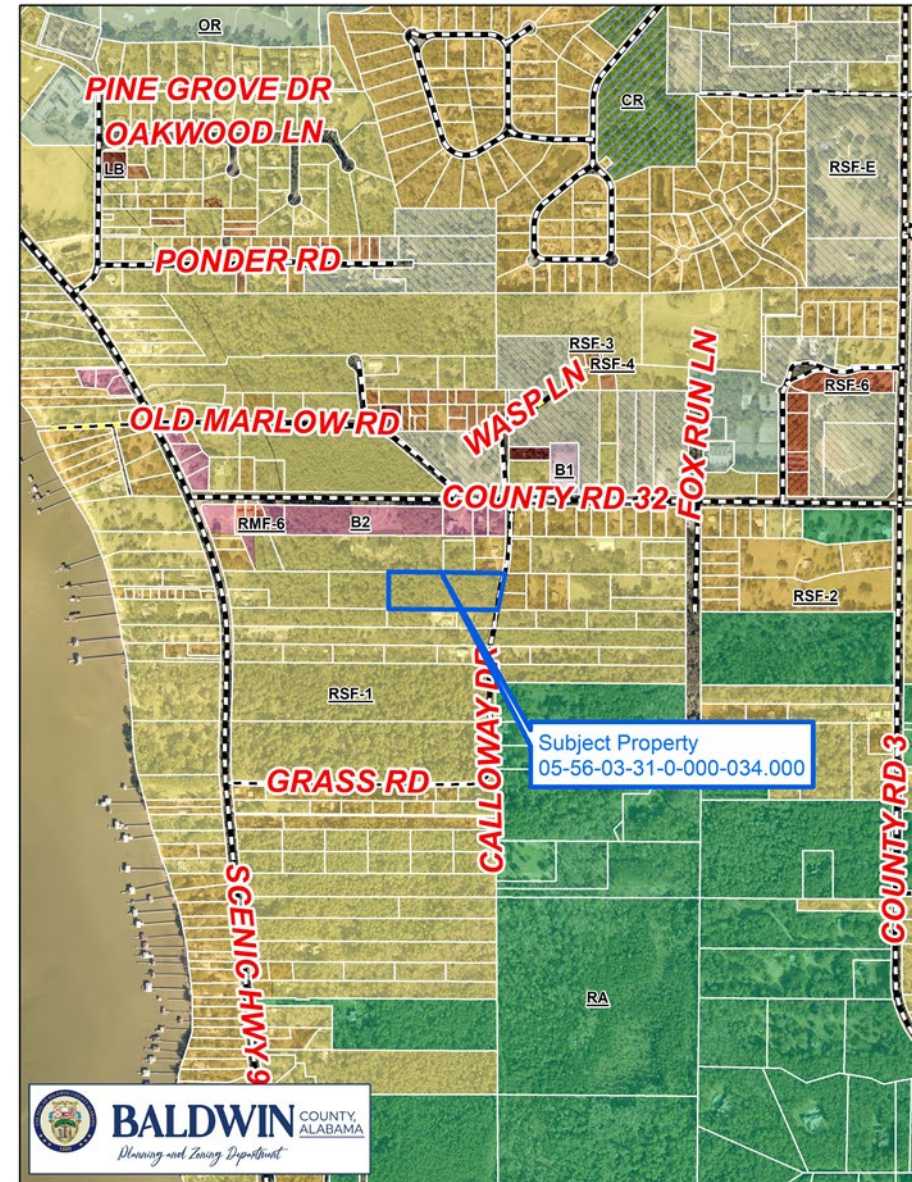 OR
PINE GROVE DR
CR
OAKWOOD LN
LB
RSF-E
PONDER RD
RSF-3
RSF-4
FOX RUN LN
WASP LN
RSF-6
OLD MARLOW RD
B1
COUNTY RD 32
RMF-6
B2
RSF-2
CALLOWAY DR
RSF-1
Subject Property
05-56-03-31-0-000-034.000
GRASS RD
COUNTY RD 3
SCENIC HWY 9
RA
BALDWIN COUNTY, ALABAMA
Planning and Zoning Department